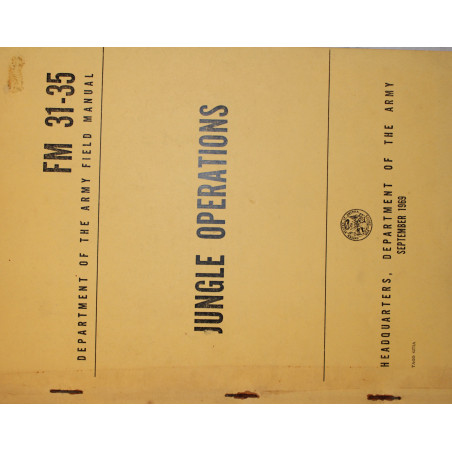 FM 31-35
DEPARTMENT OF THE ARMY FIELD MANUAL
JUNGLE OPERATIONS
HEADQUARTERS, DEPARTMENT OF THE ARMY
SEPTEMBER 1969